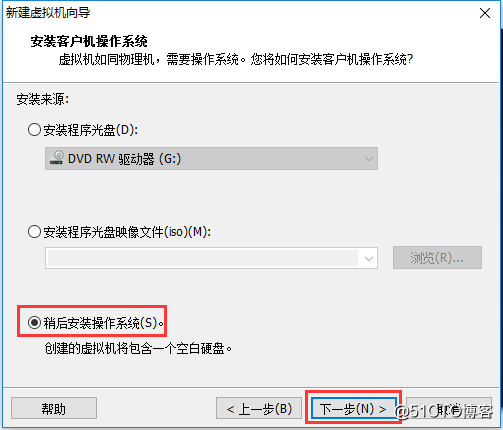 新建虚拟机向导
安装客户机操作系统
虚拟机如同物理机，需要操作系统。您将如何安装客户机操作系统?
安装来源:
安装程序光盘(D):
DVD RW 驱动器 (G:)
安装程序光盘映像文件(iso)(M):
浏览(R)...
稍后安装操作系统(S)。
创建的虚拟机将包含一个空白硬盘。
帮助
< 上一步(B)
下一步(N) >
取消
@51CTO博客